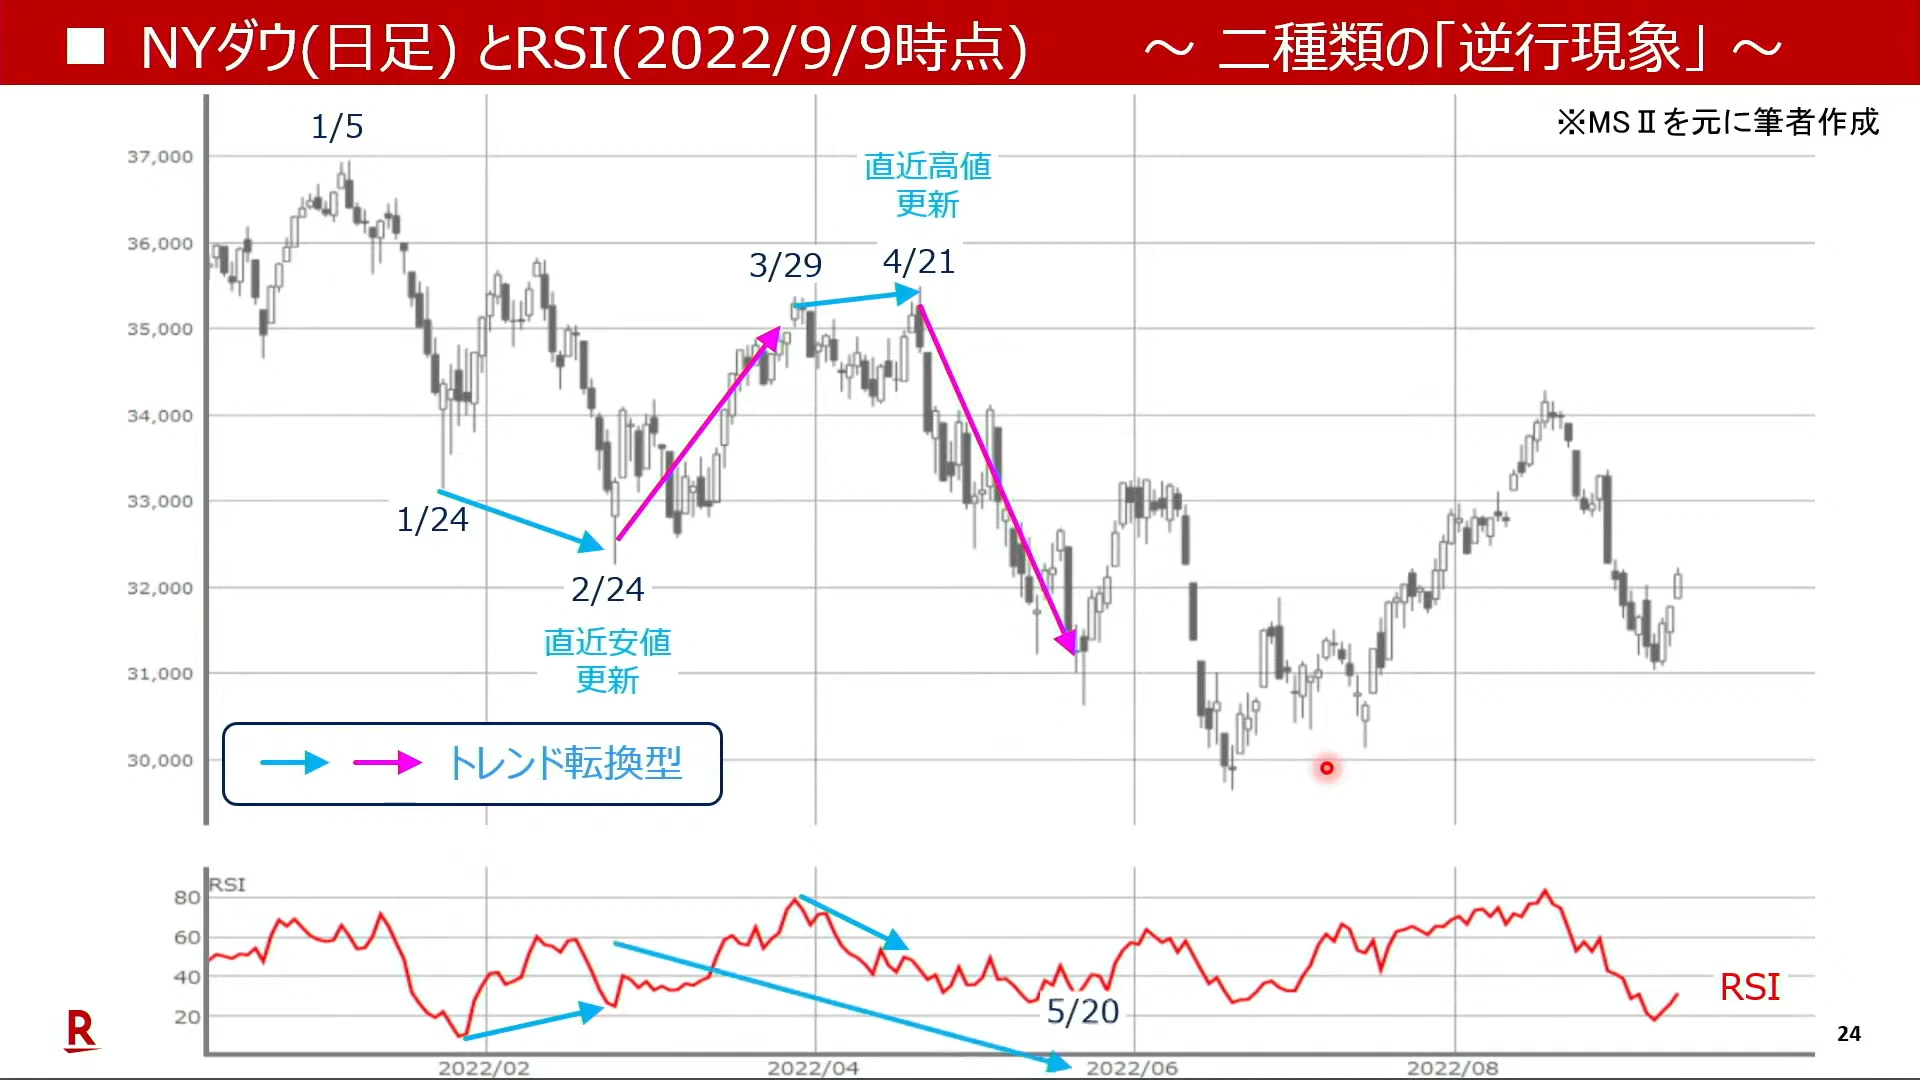 ■ NYダウ(日足) とRSI(2022/9/9時点)　　～ 二種類の「逆行現象」 ～
※MSⅡを元に筆者作成
1/5
37,000
直近高値
更新
36,000
3/29
4/21
35,000
34,000
33,000
1/24
32,000
2/24
直近安値
更新
31,000
トレンド転換型
30,000
RSI
80
60
40
20
RSI
5/20
R
24
2022/02
2022/04
2022/06
2022/08